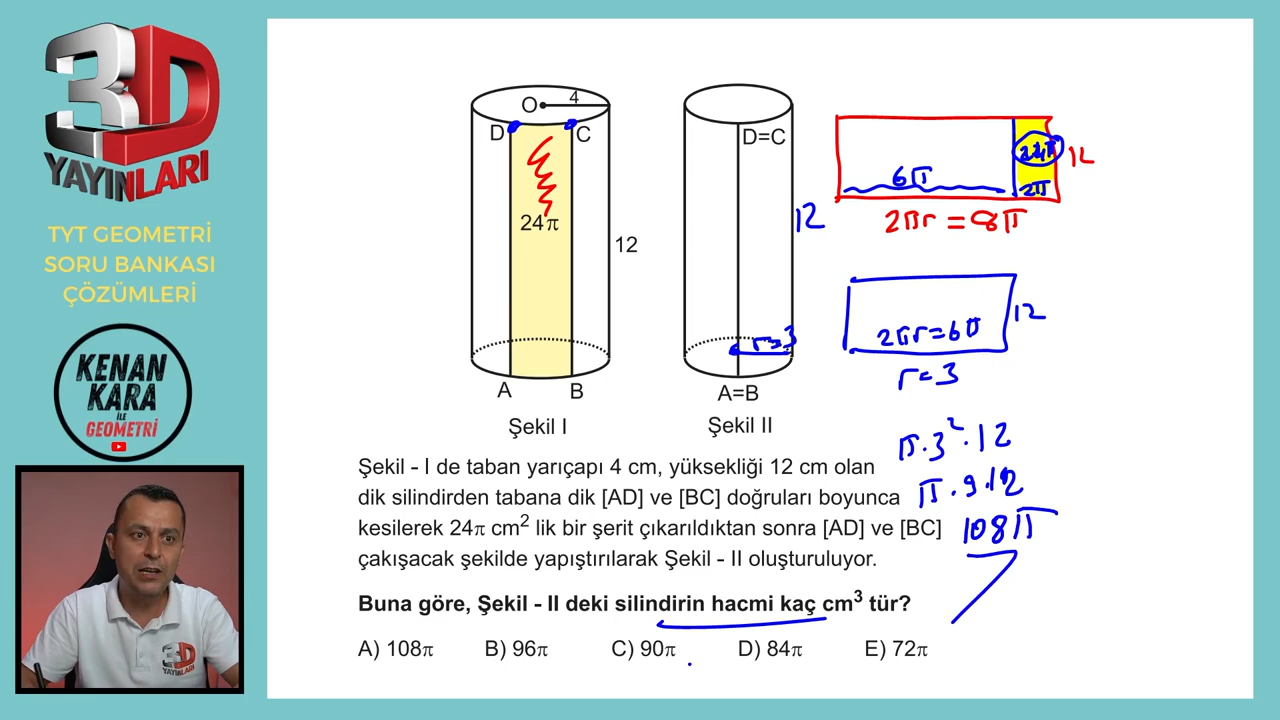 3D
YAYINLARI
TYT GEOMETRİ
SORU BANKASI
ÇÖZÜMLERİ
KENAN
KARA
İLE
GEOMETRİ
3D
YAYINLARI
O 4
D C
24π
12
A B
Şekil I
D=C
12
r=3
A=B
Şekil II
24π
12
6π
2π
2πr = 8π
12
2πr=6π
r=3
π.3².12
π.9.12
108π
Şekil - I de taban yarıçapı 4 cm, yüksekliği 12 cm olan
dik silindirden tabana dik [AD] ve [BC] doğruları boyunca
kesilerek 24π cm² lik bir şerit çıkarıldıktan sonra [AD] ve [BC]
çakışacak şekilde yapıştırılarak Şekil - II oluşturuluyor.
Buna göre, Şekil - II deki silindirin hacmi kaç cm³ tür?
A) 108π B) 96π C) 90π D) 84π E) 72π